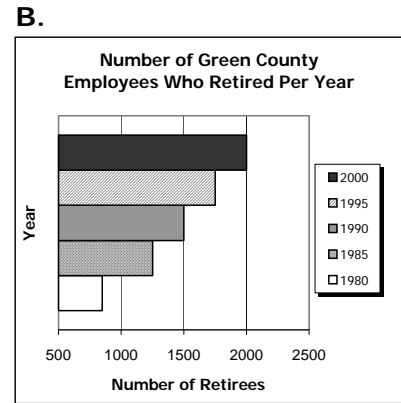 B.
Number of Green County
Employees Who Retired Per Year
Year
2000
1995
1990
1985
1980
500 1000 1500 2000 2500
Number of Retirees